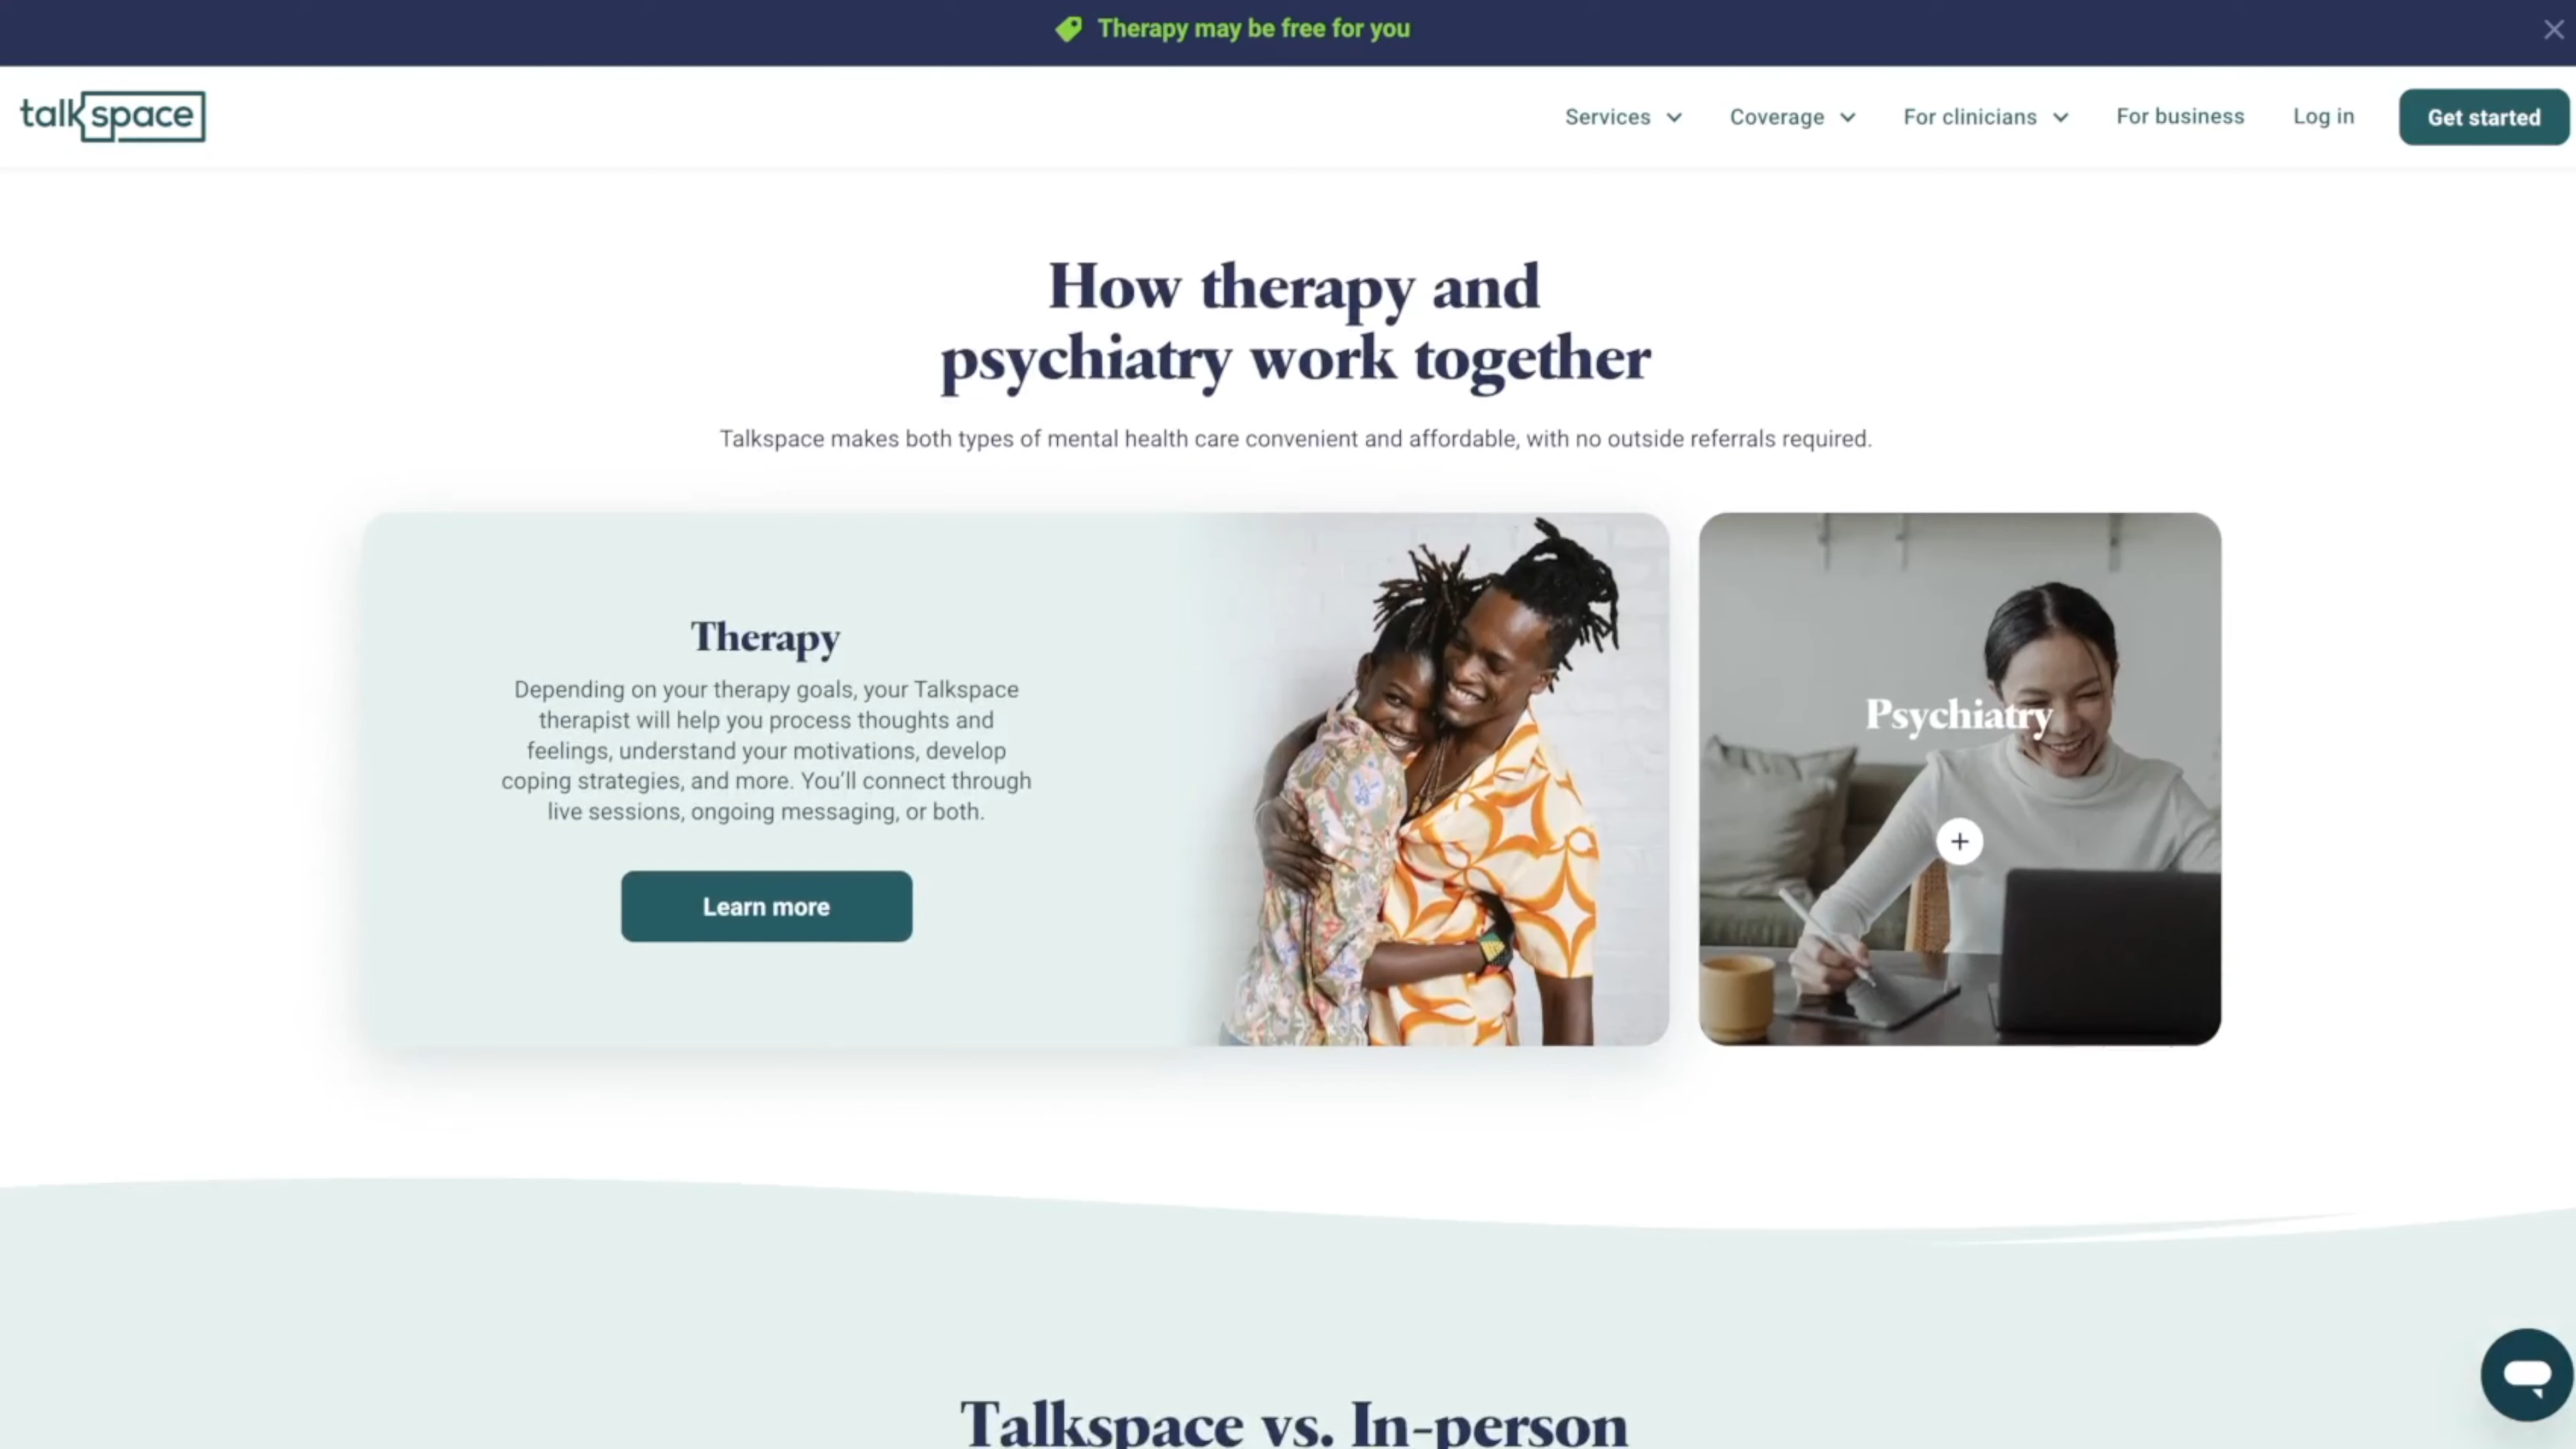 Therapy may be free for you
talkspace
Services
Coverage
For clinicians
For business
Log in
Get started
How therapy and
psychiatry work together
Talkspace makes both types of mental health care convenient and affordable, with no outside referrals required.
Therapy
Depending on your therapy goals, your Talkspace
therapist will help you process thoughts and
feelings, understand your motivations, develop
coping strategies, and more. You'll connect through
live sessions, ongoing messaging, or both.
Learn more
Psychiatry
Talkspace vs. In-person